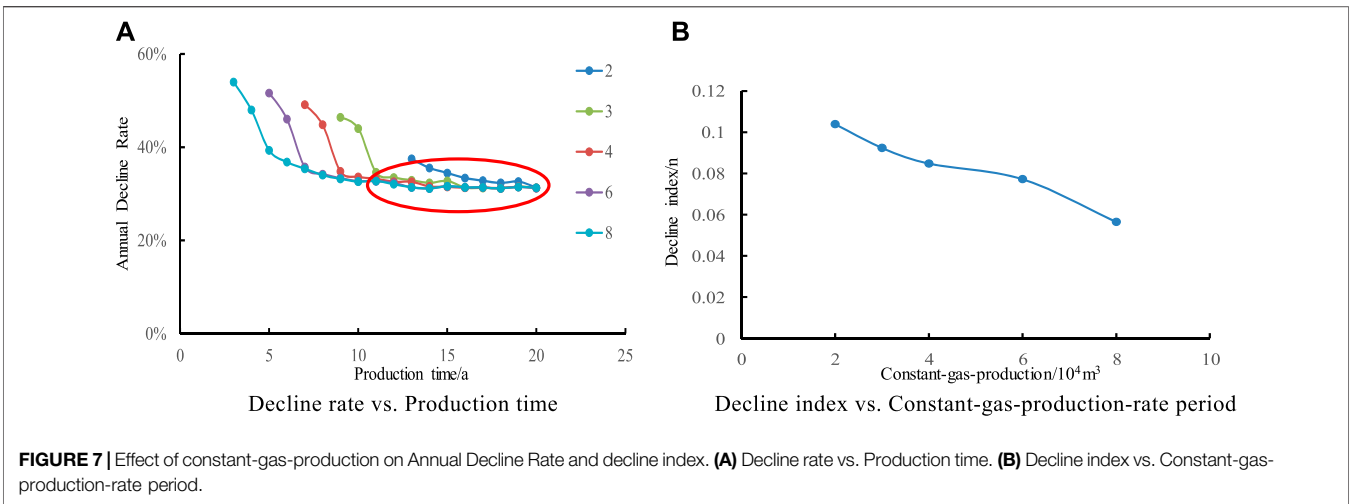 A
60%
40%
20%
0%
Annual Decline Rate
0 5 10 15 20 25
Production time/a
2
3
4
6
8
Decline rate vs. Production time
B
0.12
0.1
0.08
0.06
0.04
0.02
0
Decline index/n
0 2 4 6 8 10
Constant-gas-production/10⁴m³
Decline index vs. Constant-gas-production-rate period
FIGURE 7 | Effect of constant-gas-production on Annual Decline Rate and decline index. (A) Decline rate vs. Production time. (B) Decline index vs. Constant-gas-
production-rate period.